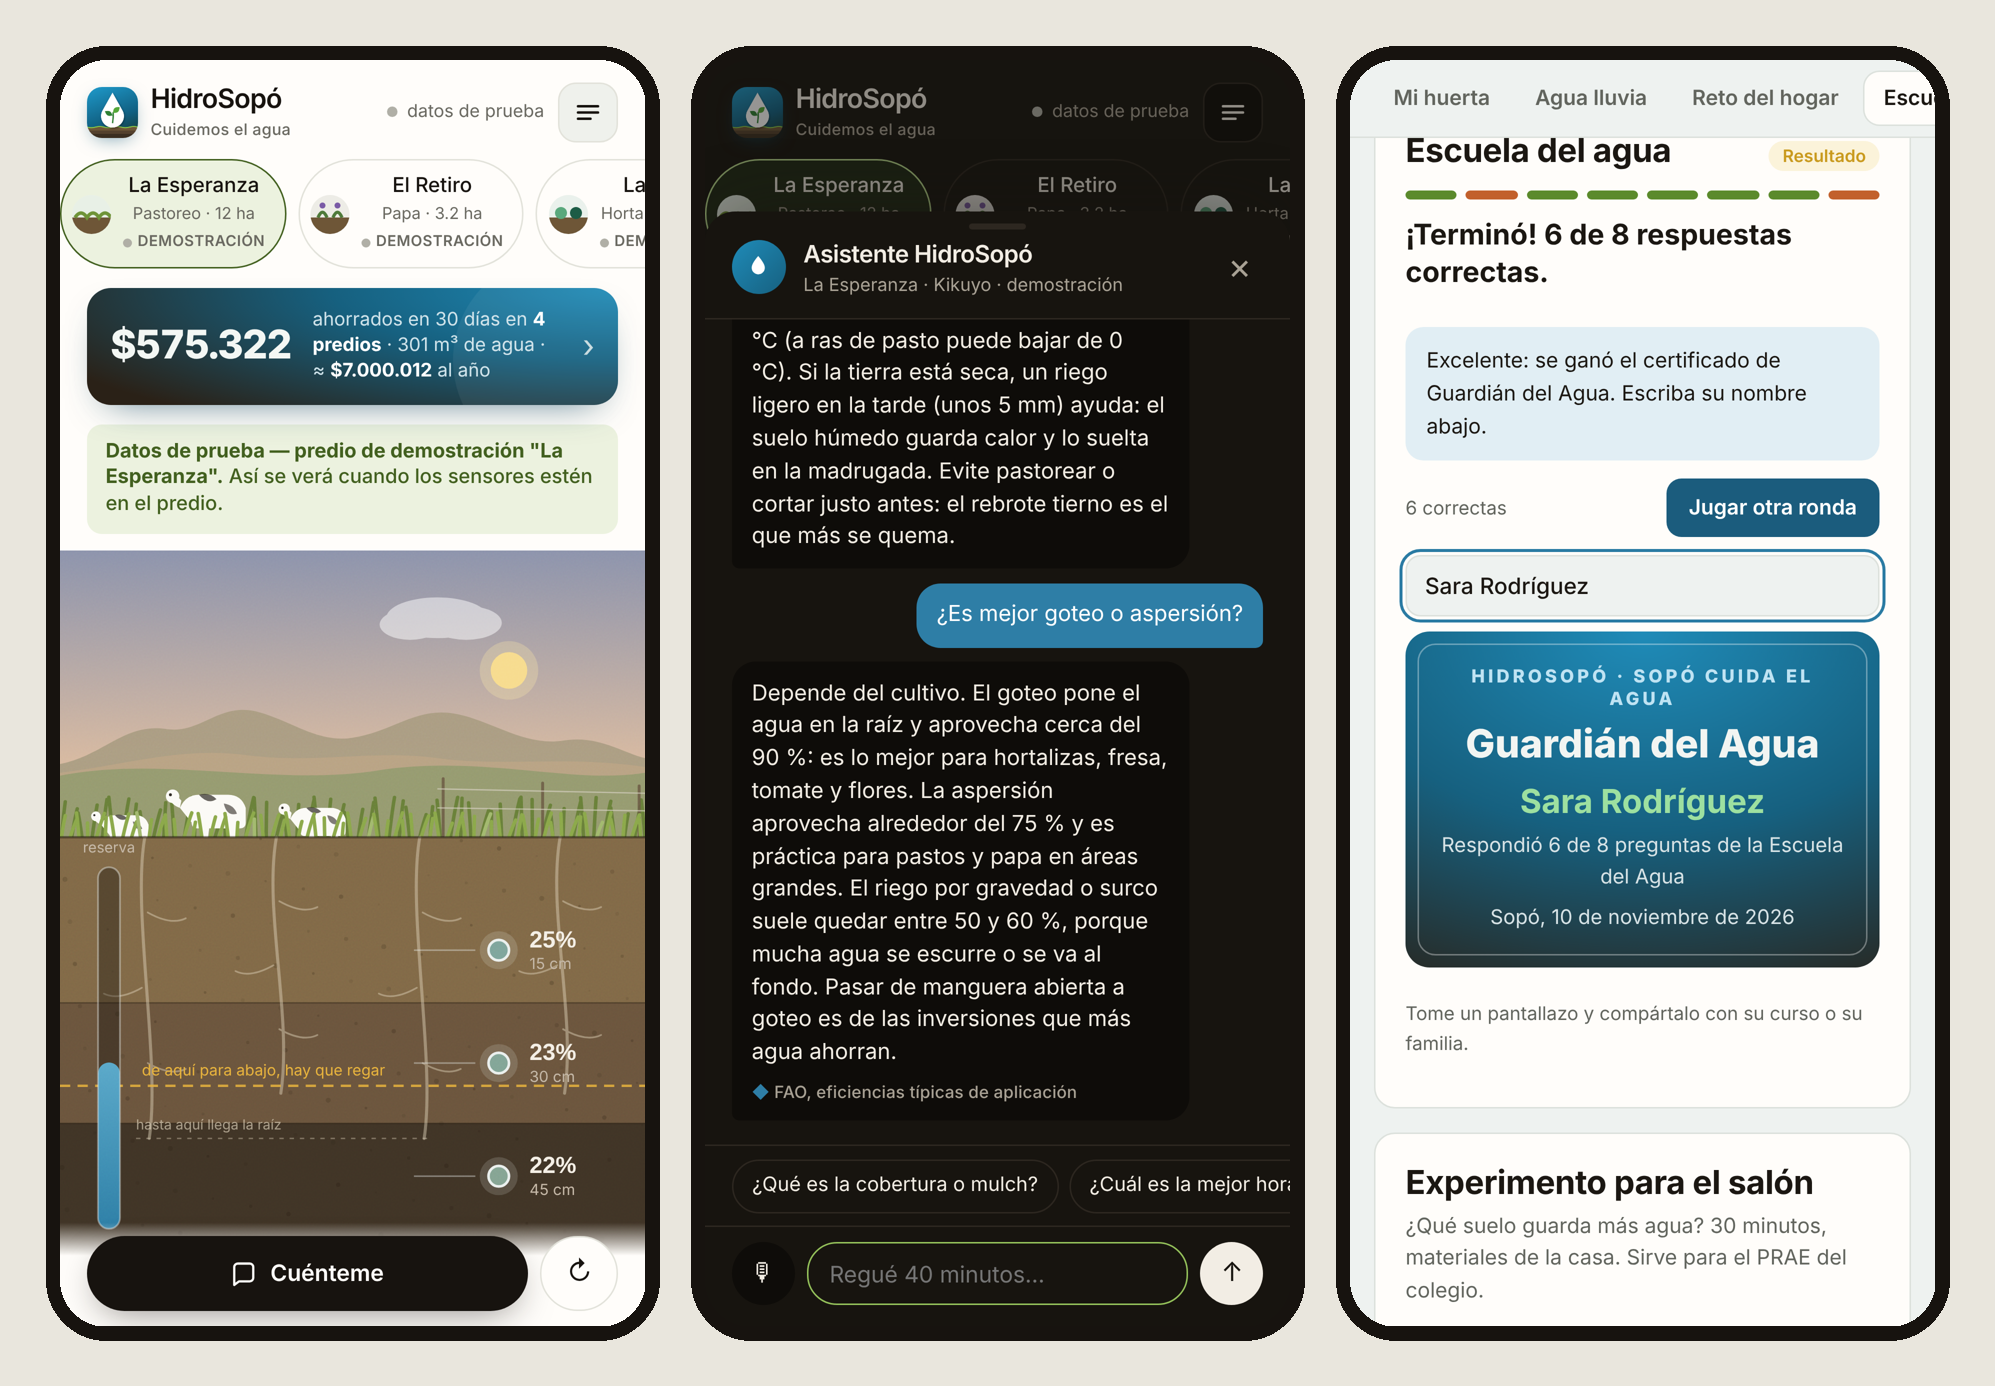 HidroSopó
Cuidemos el agua
datos de prueba
La Esperanza
Pastoreo · 12 ha
DEMOSTRACIÓN
El Retiro
Papa · 3.2 ha
DEMOSTRACIÓN
La
Horta
DEM
$575.322
ahorrados en 30 días en 4
predios · 301 m³ de agua ·
≈ $7.000.012 al año
Datos de prueba — predio de demostración "La
Esperanza". Así se verá cuando los sensores estén
en el predio.
reserva
25%
15 cm
23%
30 cm
de aquí para abajo, hay que regar
hasta aquí llega la raíz
22%
45 cm
Cuénteme
HidroSopó
Cuidemos el agua
datos de prueba
La Esperanza
El Retiro
La
Asistente HidroSopó
La Esperanza · Kikuyo · demostración
°C (a ras de pasto puede bajar de 0
°C). Si la tierra está seca, un riego
ligero en la tarde (unos 5 mm) ayuda: el
suelo húmedo guarda calor y lo suelta
en la madrugada. Evite pastorear o
cortar justo antes: el rebrote tierno es el
que más se quema.
¿Es mejor goteo o aspersión?
Depende del cultivo. El goteo pone el
agua en la raíz y aprovecha cerca del
90 %: es lo mejor para hortalizas, fresa,
tomate y flores. La aspersión
aprovecha alrededor del 75 % y es
práctica para pastos y papa en áreas
grandes. El riego por gravedad o surco
suele quedar entre 50 y 60 %, porque
mucha agua se escurre o se va al
fondo. Pasar de manguera abierta a
goteo es de las inversiones que más
agua ahorran.
FAO, eficiencias típicas de aplicación
¿Qué es la cobertura o mulch?
¿Cuál es la mejor hora
Regué 40 minutos...
Mi huerta
Agua lluvia
Reto del hogar
Escu
Escuela del agua
Resultado
¡Terminó! 6 de 8 respuestas
correctas.
Excelente: se ganó el certificado de
Guardián del Agua. Escriba su nombre
abajo.
6 correctas
Jugar otra ronda
Sara Rodríguez
HIDROSOPÓ · SOPÓ CUIDA EL
AGUA
Guardián del Agua
Sara Rodríguez
Respondió 6 de 8 preguntas de la Escuela
del Agua
Sopó, 10 de noviembre de 2026
Tome un pantallazo y compártalo con su curso o su
familia.
Experimento para el salón
¿Qué suelo guarda más agua? 30 minutos,
materiales de la casa. Sirve para el PRAE del
colegio.